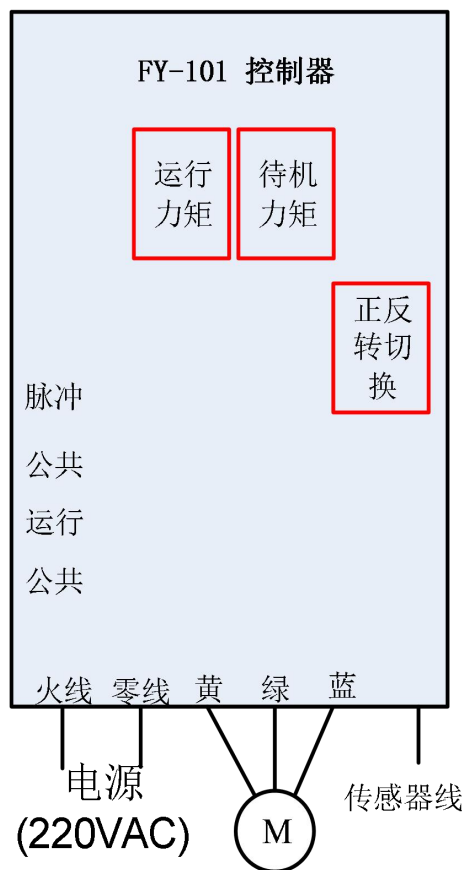 FY-101 控制器
运行 待机
力矩 力矩
正反
转切
换
脉冲
公共
运行
公共
火线 零线 黄 绿 蓝
电源
(220VAC)
M
传感器线